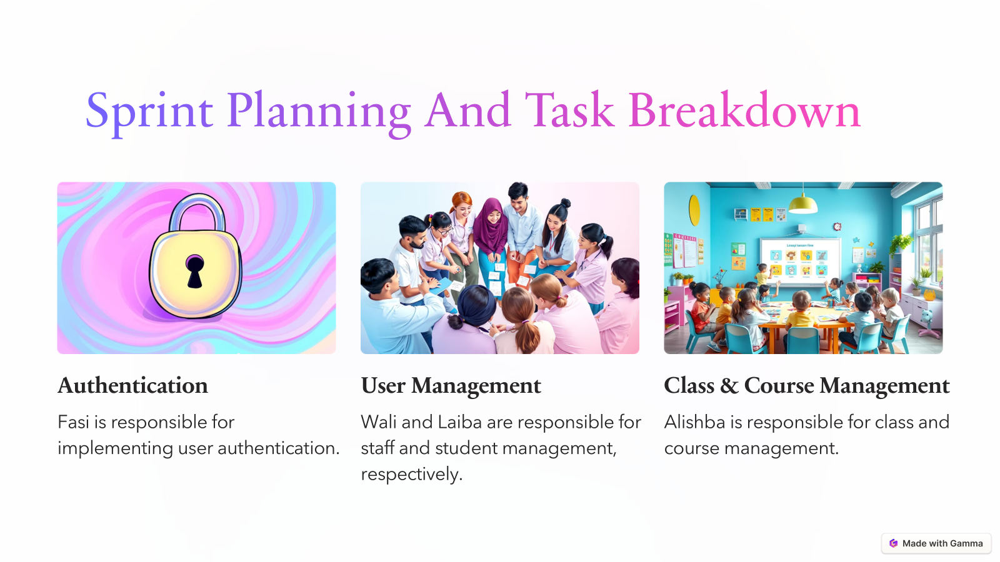 Sprint Planning And Task Breakdown
Authentication
Fasi is responsible for
implementing user authentication.
User Management
Wali and Laiba are responsible for
staff and student management,
respectively.
Class & Course Management
Alishba is responsible for class and
course management.
Made with Gamma